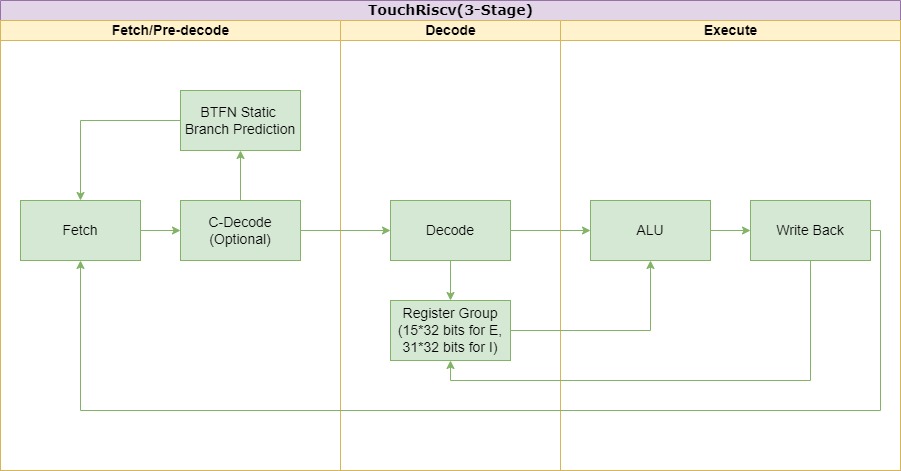 TouchRiscv(3-Stage)
Fetch/Pre-decode
Decode
Execute
BTFN Static
Branch Prediction
Fetch
C-Decode
(Optional)
Decode
ALU
Write Back
Register Group
(15*32 bits for E,
31*32 bits for I)